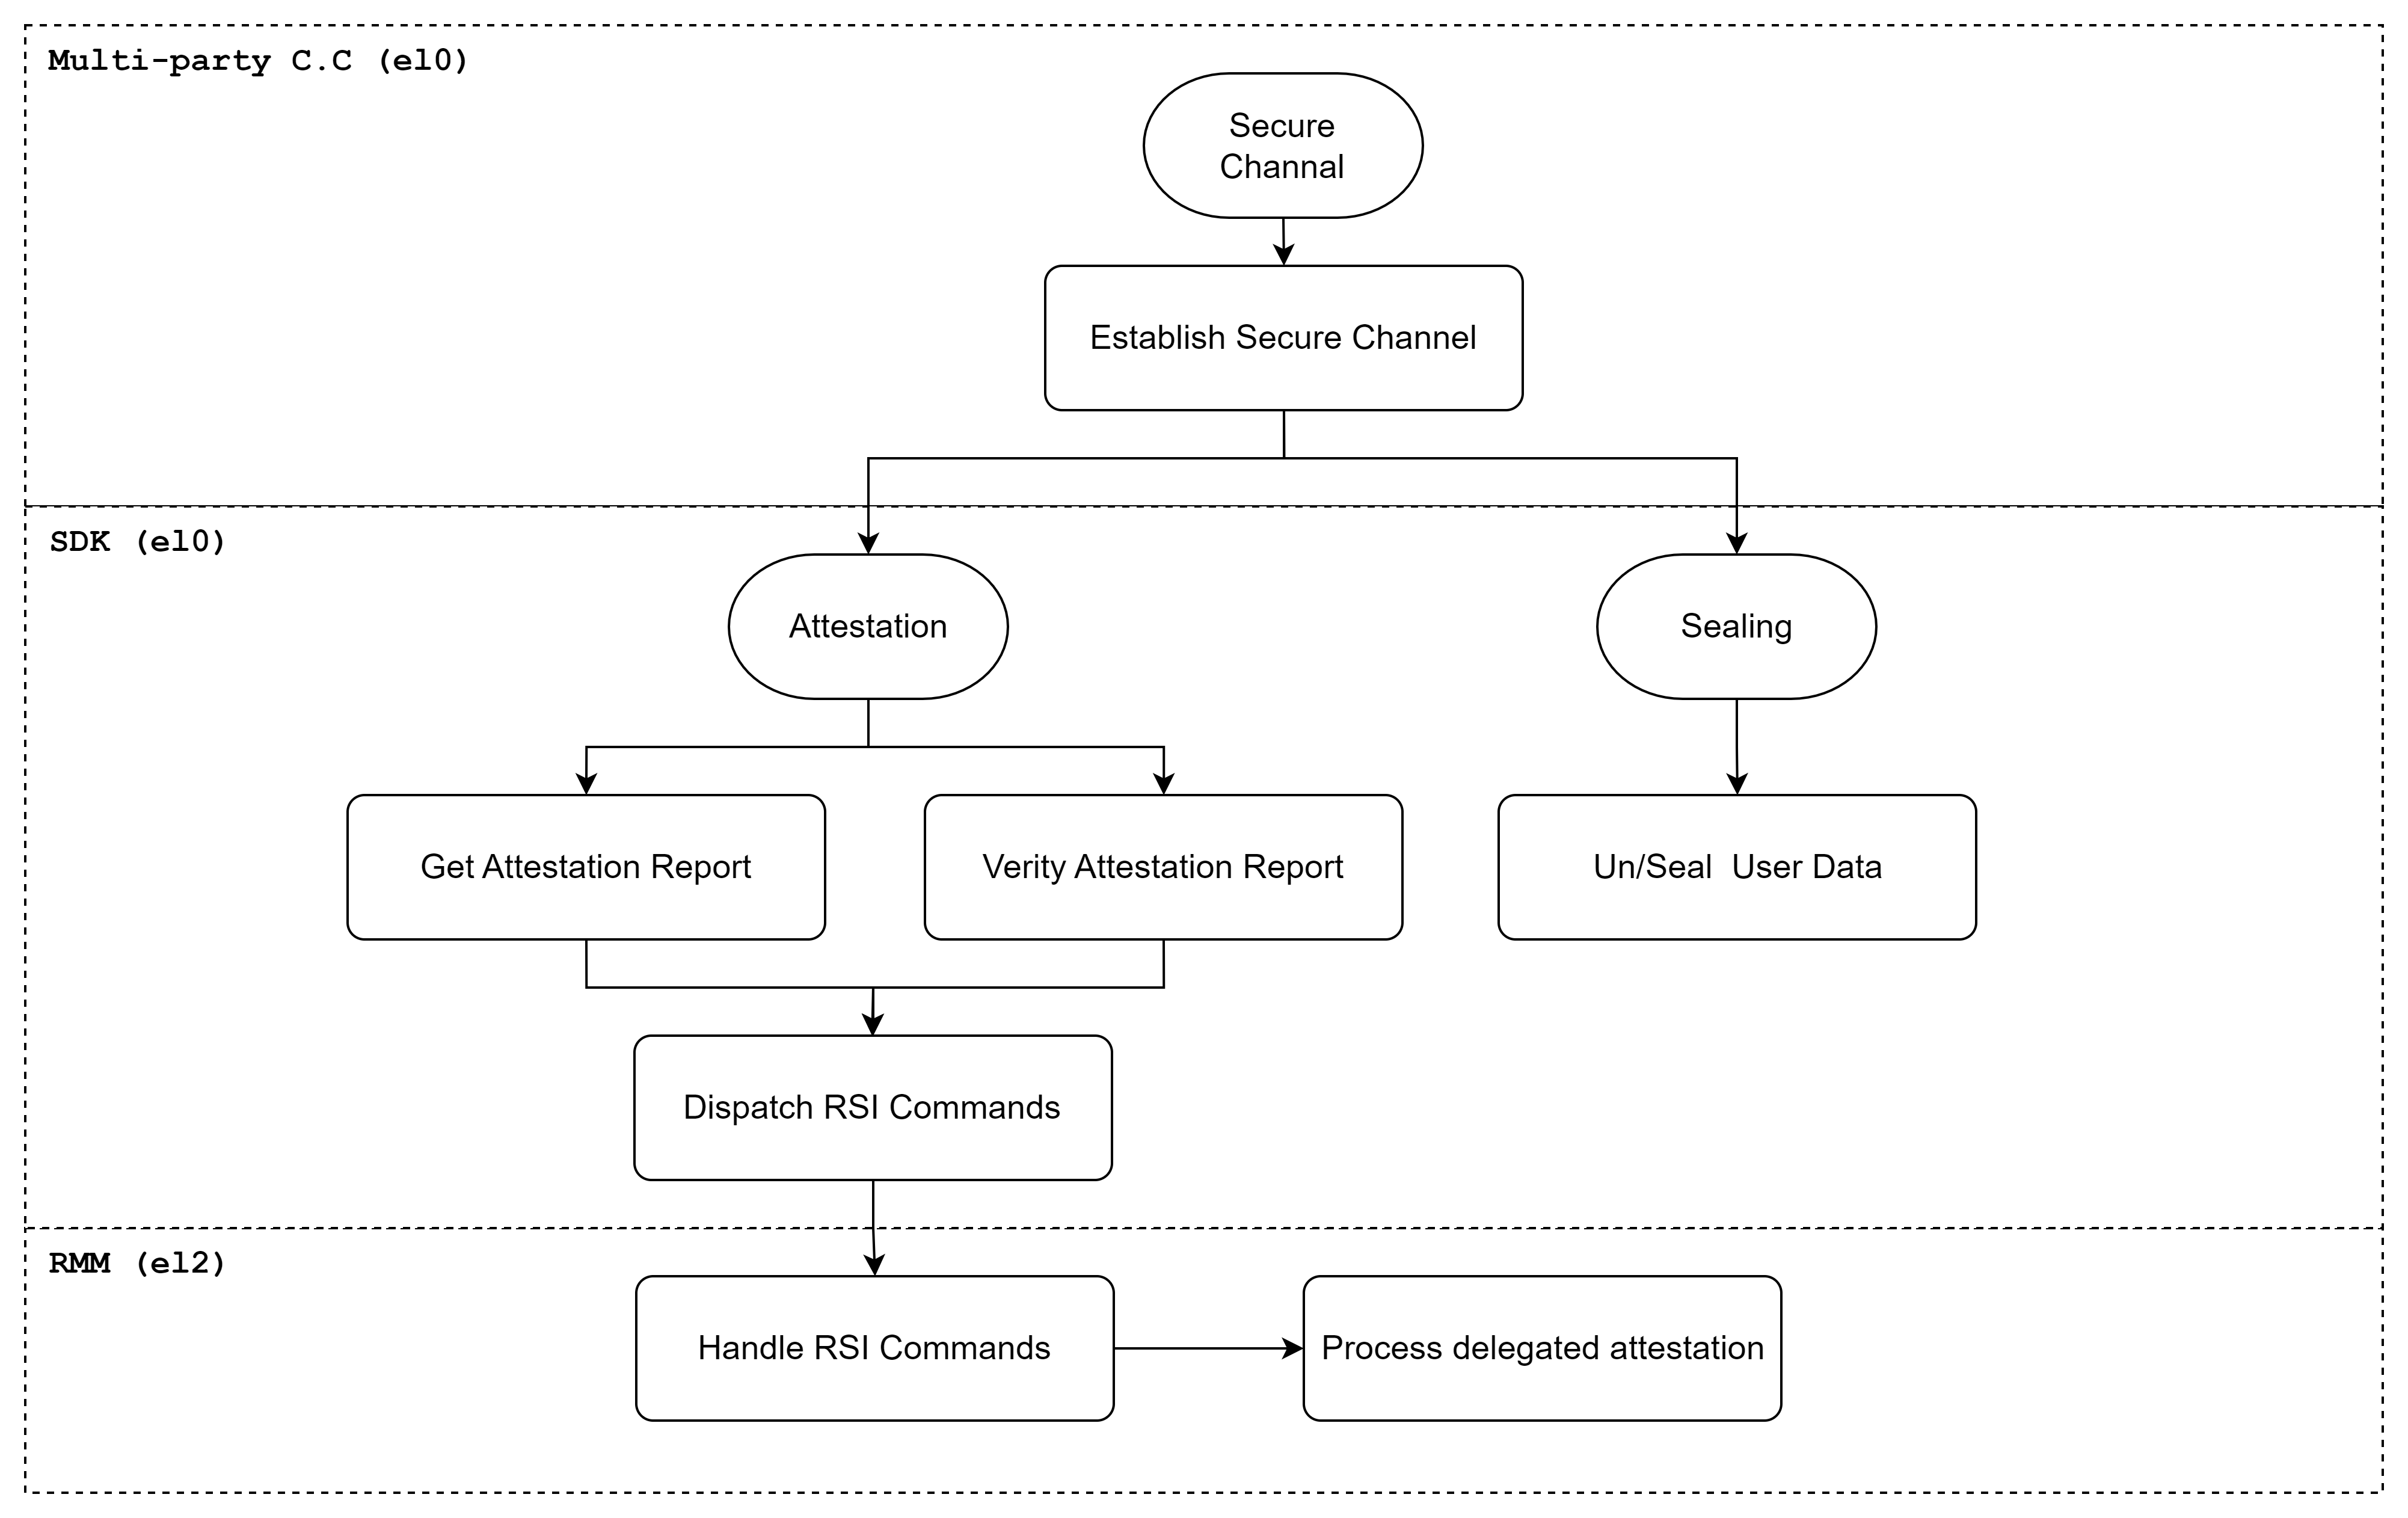 Multi-party C.C (el0)
Secure
Channal
Establish Secure Channel
SDK (el0)
Attestation
Sealing
Get Attestation Report
Verity Attestation Report
Un/Seal  User Data
Dispatch RSI Commands
RMM (el2)
Handle RSI Commands
Process delegated attestation